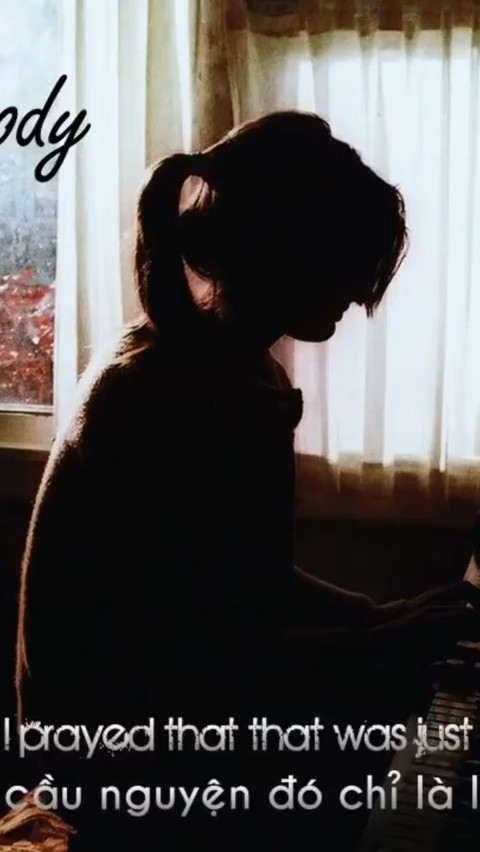 ody
I prayed that that was just
cầu nguyện đó chỉ là l